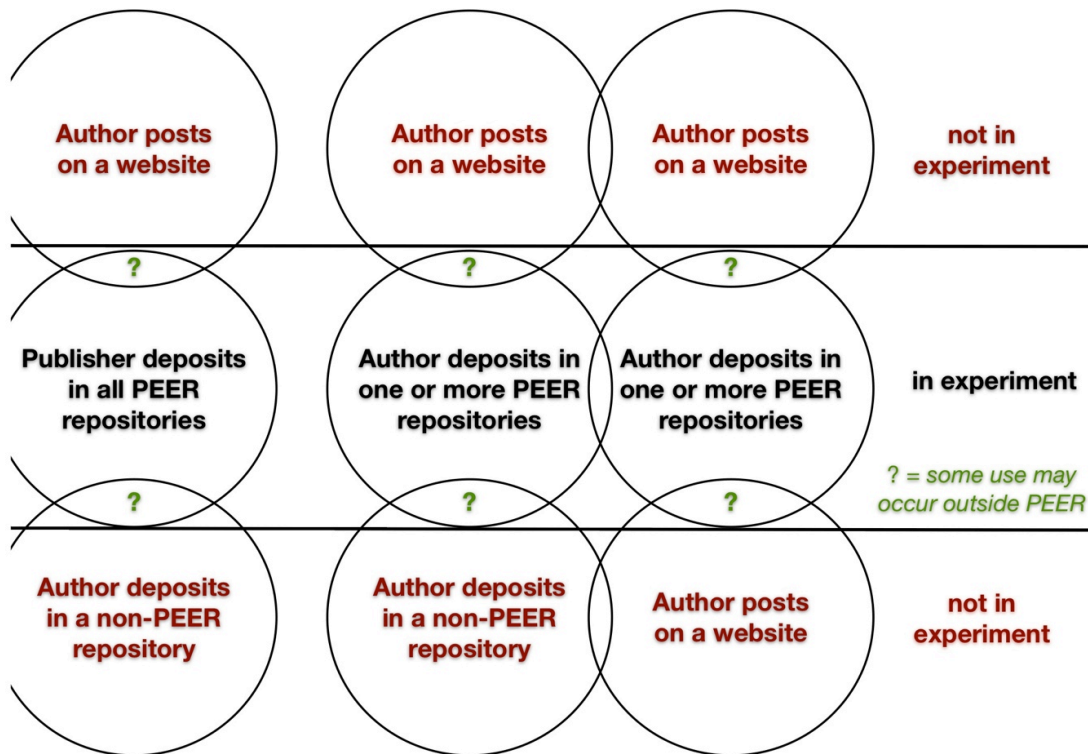 Author posts
on a website
Author posts
on a website
Author posts
on a website
not in
experiment
?
?
?
Publisher deposits
in all PEER
repositories
Author deposits in
one or more PEER
repositories
Author deposits in
one or more PEER
repositories
in experiment
? = some use may
occur outside PEER
?
?
?
Author deposits
in a non-PEER
repository
Author deposits
in a non-PEER
repository
Author posts
on a website
not in
experiment